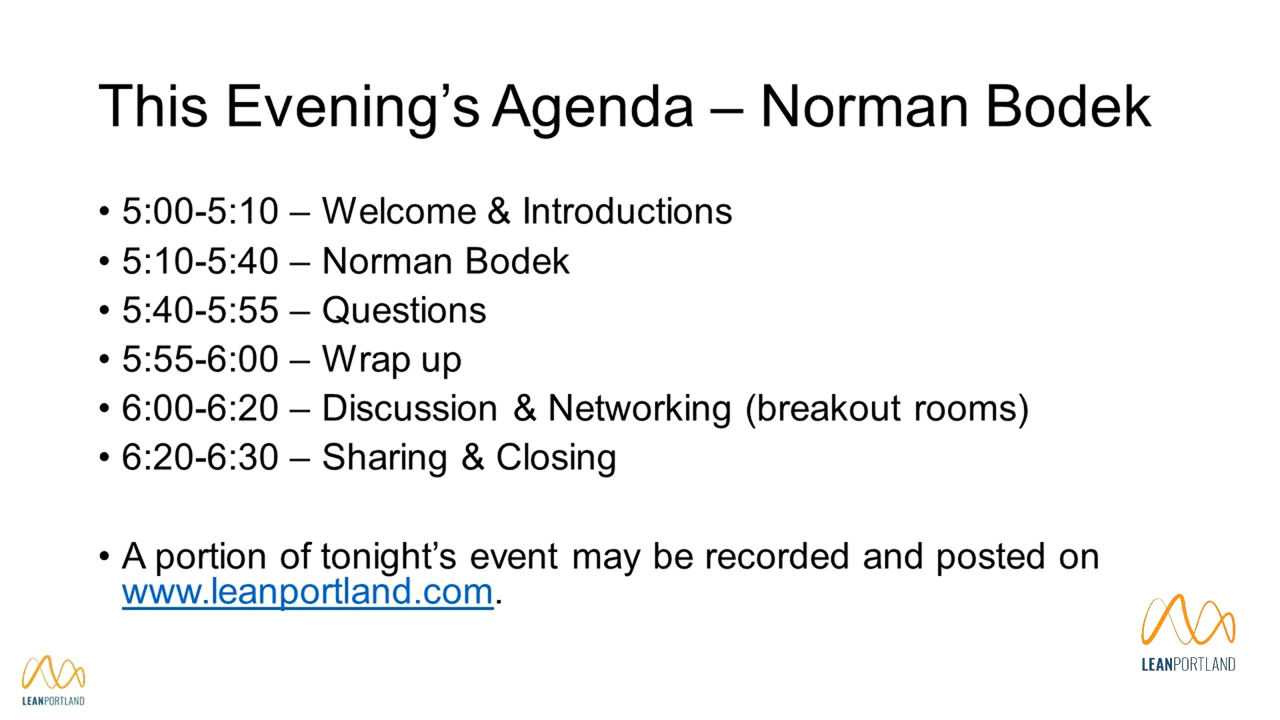 This Evening’s Agenda – Norman Bodek
• 5:00-5:10 – Welcome & Introductions
• 5:10-5:40 – Norman Bodek
• 5:40-5:55 – Questions
• 5:55-6:00 – Wrap up
• 6:00-6:20 – Discussion & Networking (breakout rooms)
• 6:20-6:30 – Sharing & Closing
• A portion of tonight’s event may be recorded and posted on
www.leanportland.com.
LEANPORTLAND
LEANPORTLAND